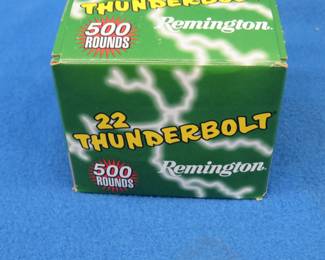 THUNDERBOLT
500
ROUNDS
Remington.
22
THUNDERBOLT
500
ROUNDS
Remington.